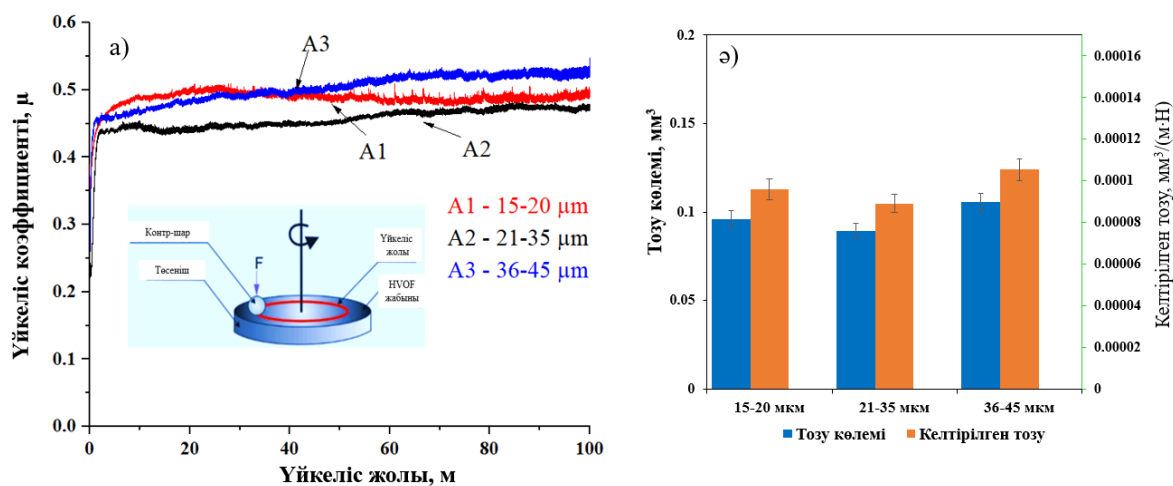 а)
Үйкеліс коэффициенті, μ
0.6
0.5
0.4
0.3
0.2
0.1
0.0
A3
A1
A2
A1 - 15-20 µm
A2 - 21-35 µm
A3 - 36-45 µm
Контр-шар
Төсеніш
F
Үйкеліс
жолы
HVOF
жабыны
0
20
40
60
80
100
Үйкеліс жолы, м
ә)
Тозу көлемі, мм³
0.2
0.15
0.1
0.05
0
0.00016
0.00014
0.00012
0.0001
0.00008
0.00006
0.00004
0.00002
0
Келтірілген тозу, мм³/(м·Н)
15-20 мкм
21-35 мкм
36-45 мкм
Тозу көлемі
Келтірілген тозу